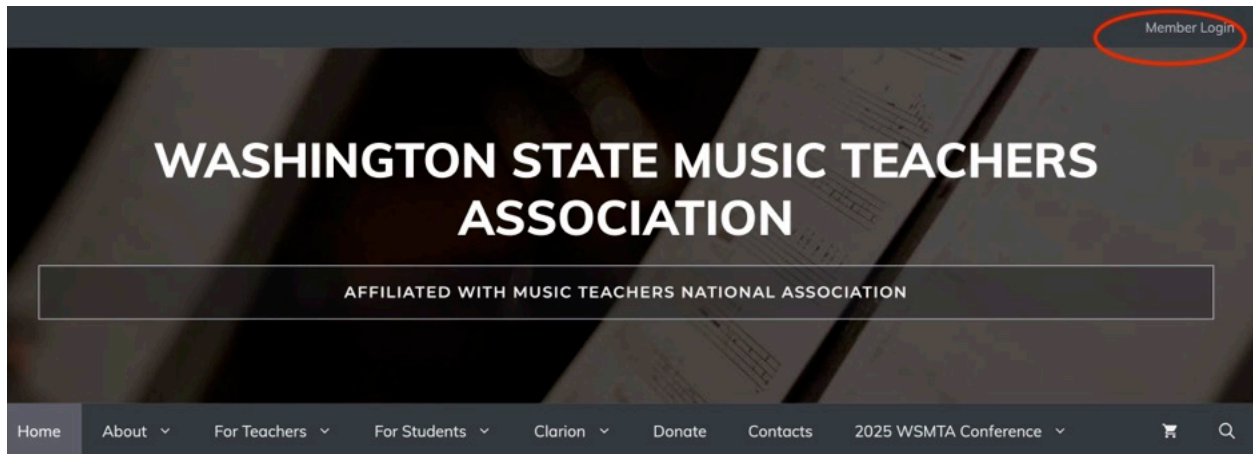 Member Login
WASHINGTON STATE MUSIC TEACHERS
ASSOCIATION
AFFILIATED WITH MUSIC TEACHERS NATIONAL ASSOCIATION
Home About For Teachers For Students Clarion Donate Contacts 2025 WSMTA Conference